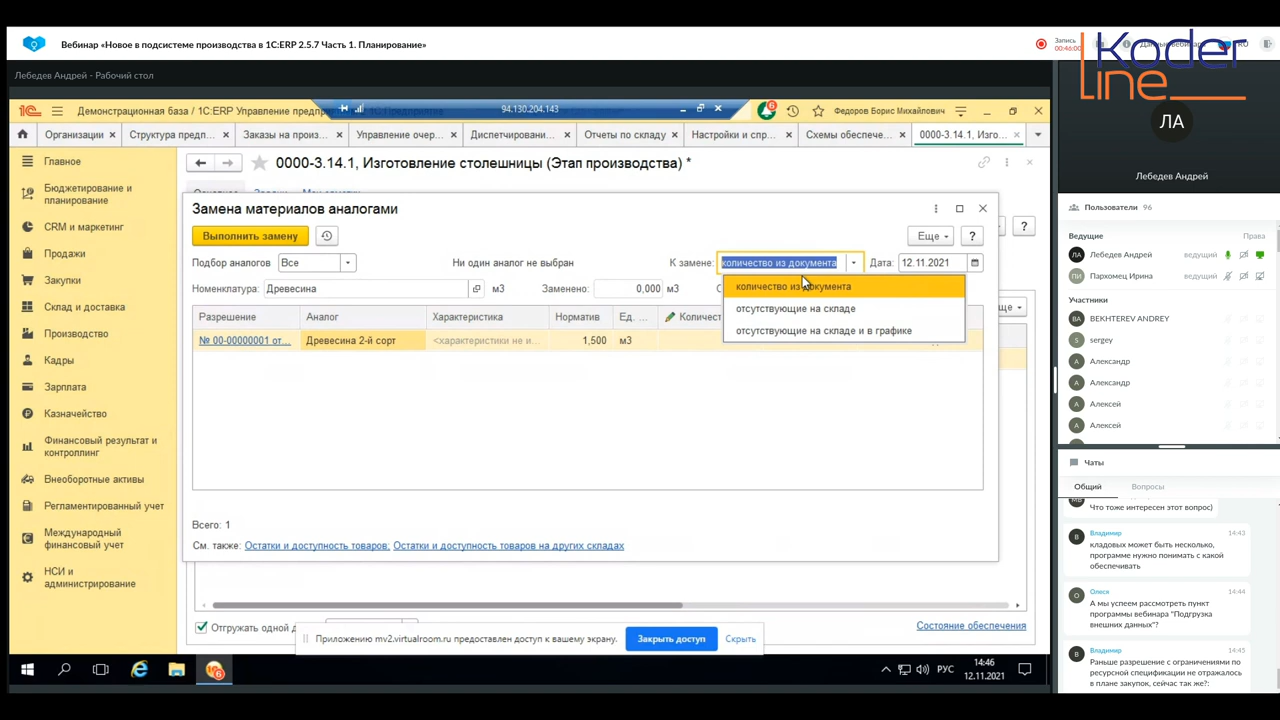 Вебинар «Новое в подсистеме производства в 1С:ERP 2.5.7 Часть 1. Планирование»
Запись
00:46:00
RU
Koder
line
Лебедев Андрей - Рабочий стол
Демонстрационая база / 1С:ERP Управление предпр
94.130.204.143
6
Федоров Борис Михайлович
Организации
Структура предп...
Заказы на произ...
Управление очер...
Диспетчировани...
Отчеты по складу
Настройки и спр...
Схемы обеспече...
0000-3.14.1, Изго...
Главное
Бюджетирование и
планирование
CRM и маркетинг
Продажи
Закупки
Склад и доставка
Производство
Кадры
Зарплата
Казначейство
Финансовый результат и
контроллинг
Внеоборотные активы
Регламентированный учет
Международный
финансовый учет
НСИ и
администрирование
0000-3.14.1, Изготовление столешницы (Этап производства) *
Замена материалов аналогами
Выполнить замену
Еще
?
?
Подбор аналогов
Все
Ни один аналог не выбран
К замене:
количество из документа
Дата:
12.11.2021
Номенклатура:
Древесина
м3
Заменено:
0,000
м3
количество из документа
отсутствующие на складе
отсутствующие на складе и в графике
Разрешение
Аналог
Характеристика
Норматив
Ед. ...
Количест
№ 00-00000001 от...
Древесина 2-й сорт
<характеристики не и...
1,500
м3
Всего: 1
См. также:
Остатки и доступность товаров;
Остатки и доступность товаров на других складах
Отгружать одной д
Состояние обеспечения
Приложению mv2.virtualroom.ru предоставлен доступ к вашему экрану.
Закрыть доступ
Скрыть
РУС
14:46
12.11.2021
ЛА
Лебедев Андрей
Пользователи 96
Ведущие
Права
ЛА
Лебедев Андрей
ведущий
ПИ
Пархомец Ирина
ведущий
Участники
B
BEKHTEREV ANDREY
S
sergey
А
Александр
А
Александр
А
Алексей
А
Алексей
Чаты
Общий
Вопросы
Что тоже интересен этот вопрос)
В
Владимир
14:43
кладовых может быть несколько,
программе нужно понимать с какой
обеспечивать
О
Олеся
14:44
А мы успеем рассмотреть пункт
программы вебинара "Подгрузка
внешних данных"?
В
Владимир
14:45
Раньше разрешение с ограничениями по
ресурсной спецификации не отражалось
в плане закупок, сейчас так же?: